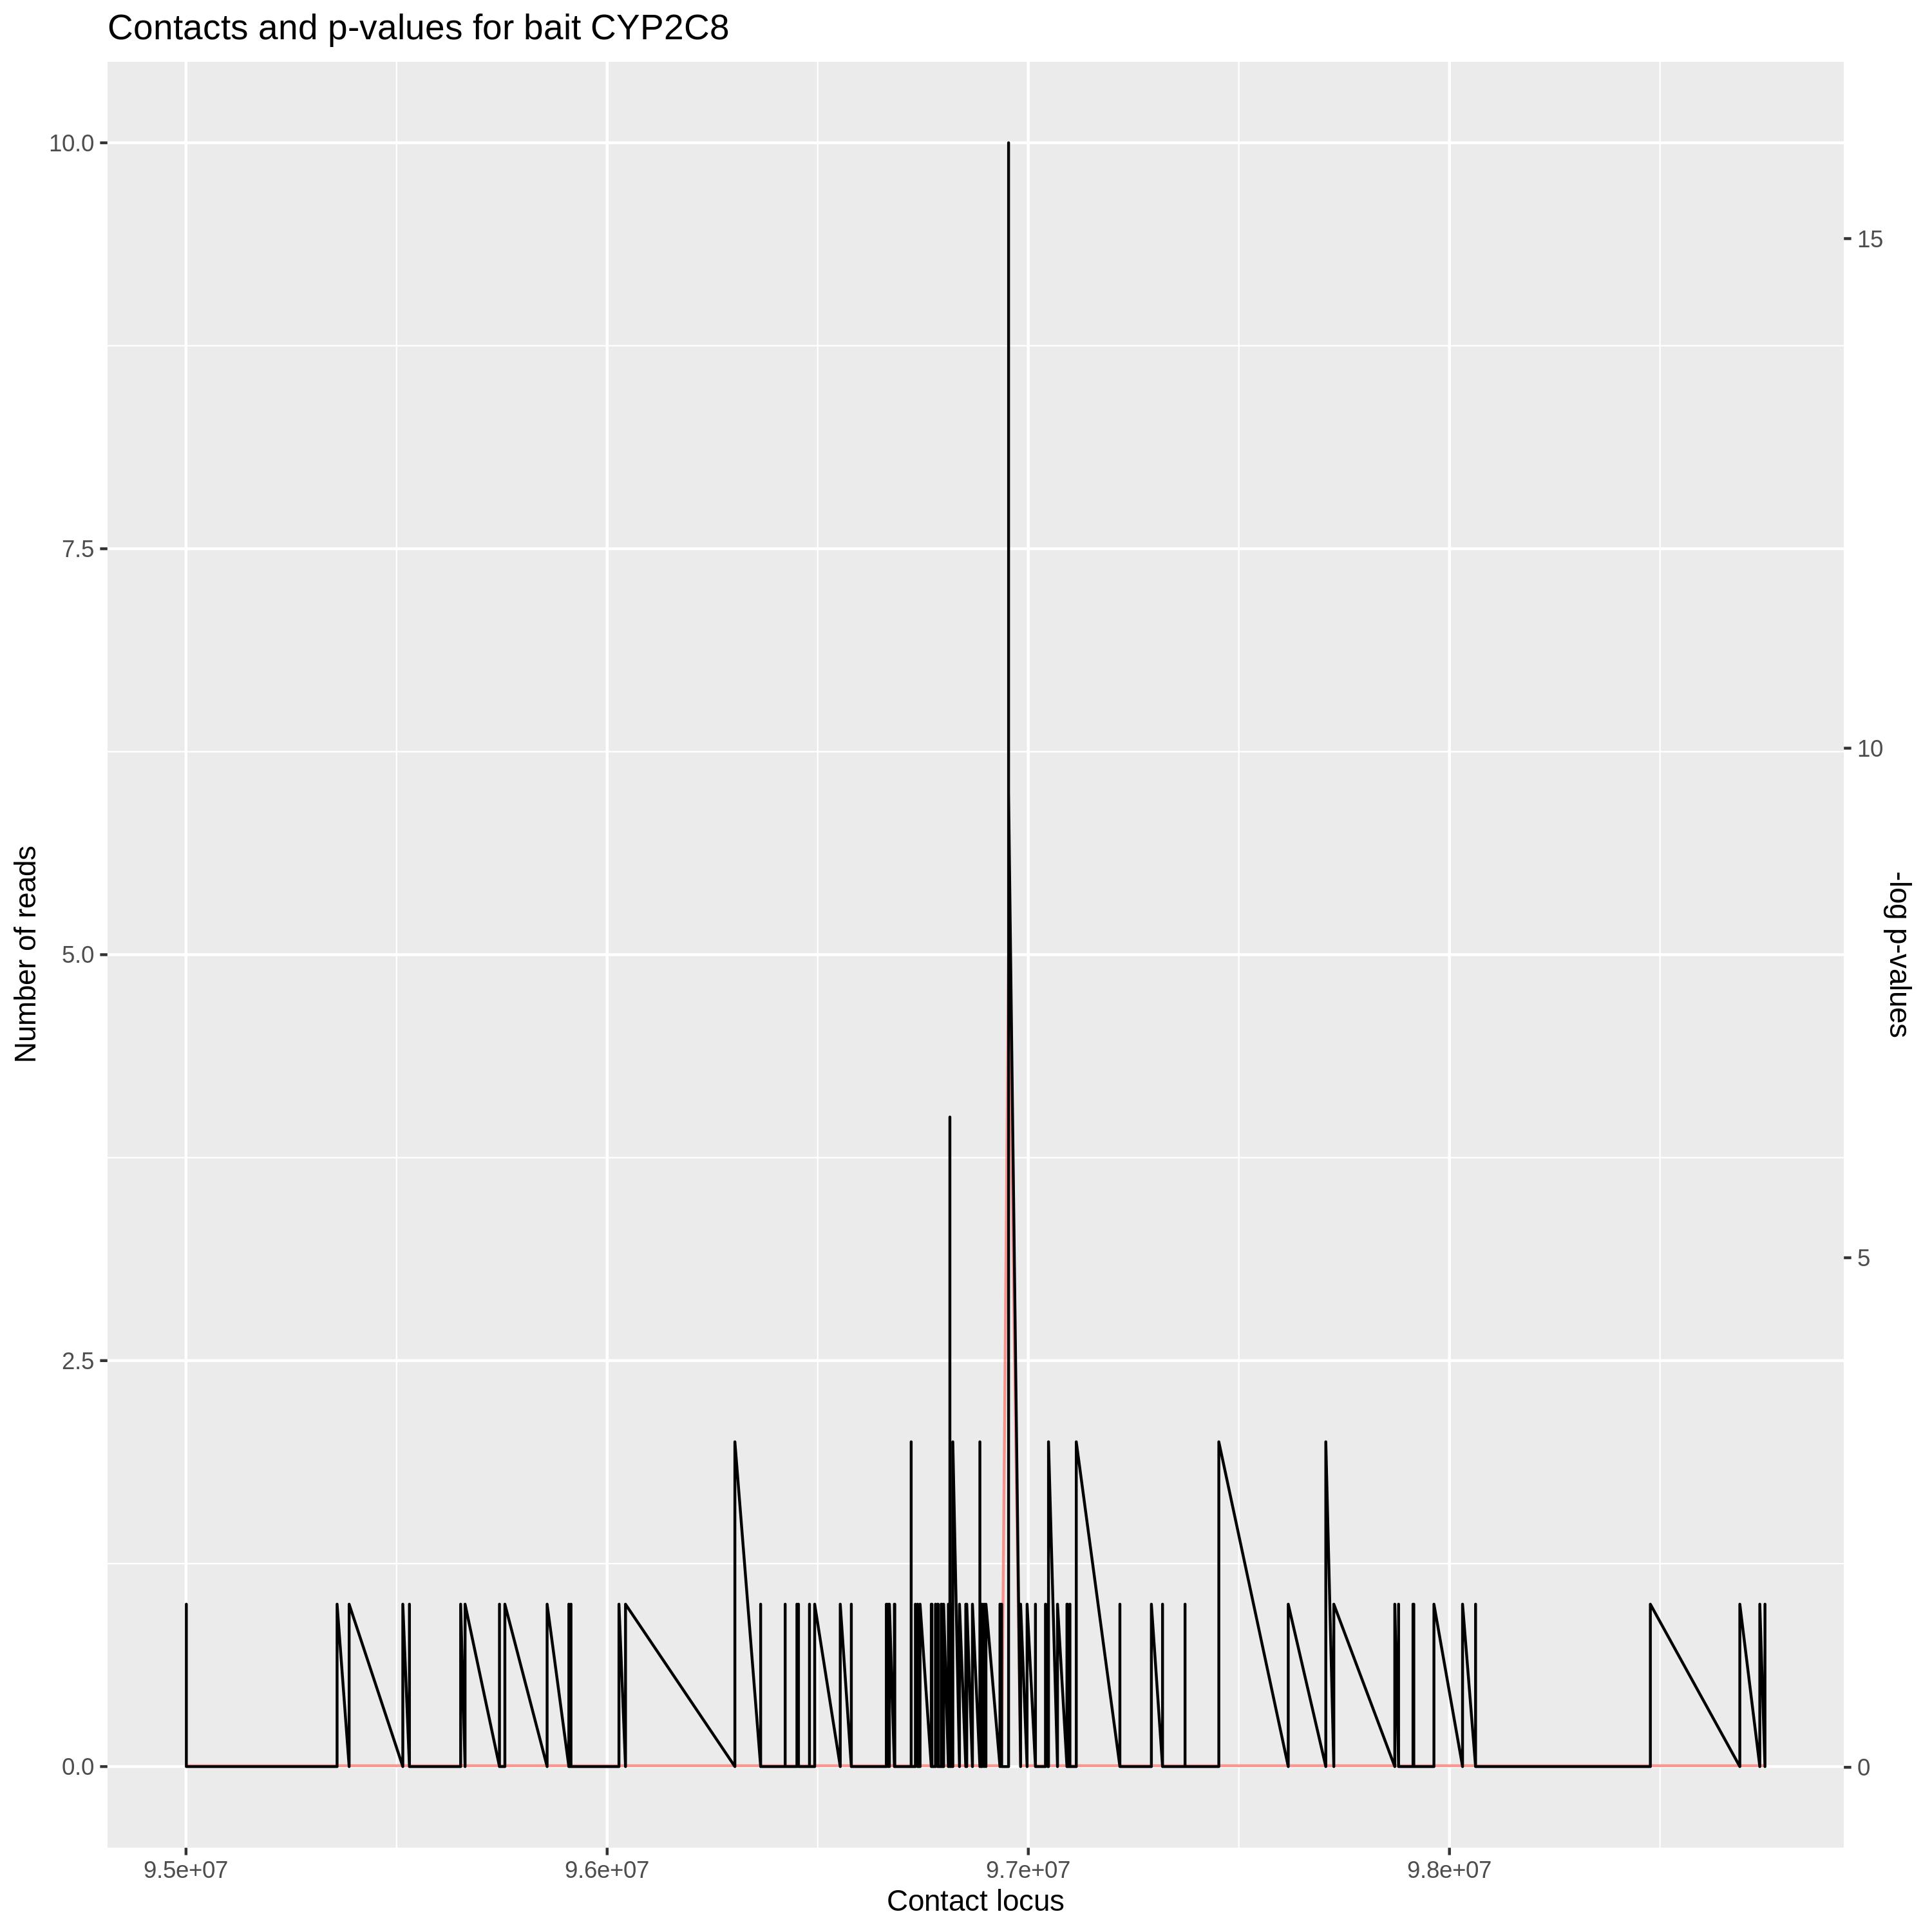 Contacts and p-values for bait CYP2C8
10.0
7.5
5.0
2.5
0.0
Number of reads
15
10
5
0
-log p-values
9.5e+07
9.6e+07
9.7e+07
9.8e+07
Contact locus